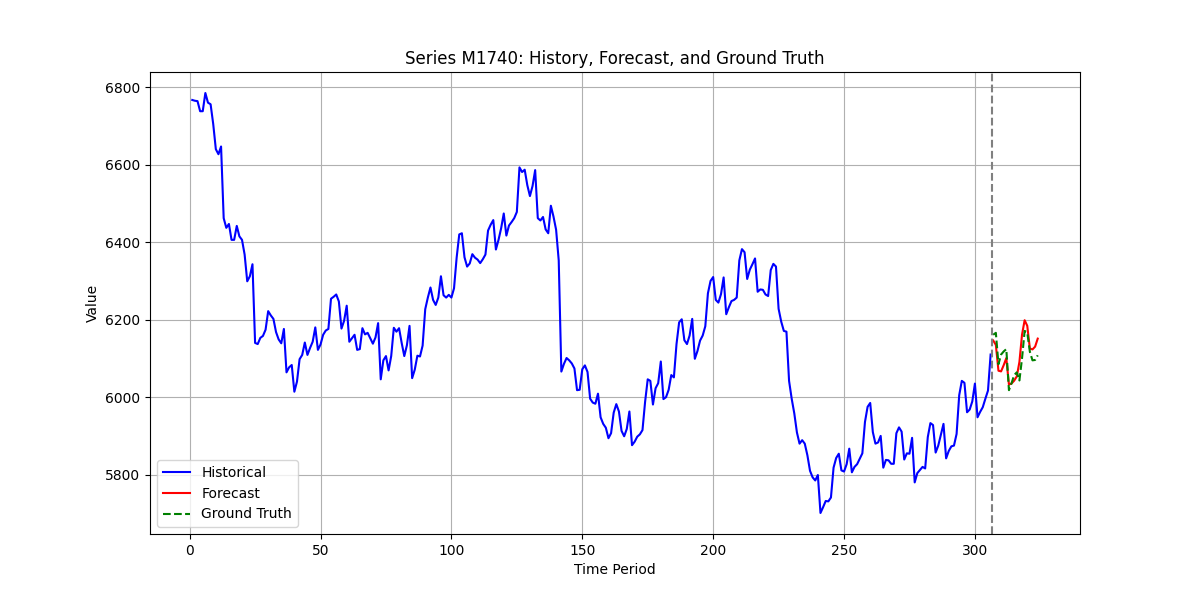 Series M1740: History, Forecast, and Ground Truth
6800
6600
6400
6200
6000
5800
Value
Historical
Forecast
Ground Truth
0 50 100 150 200 250 300
Time Period